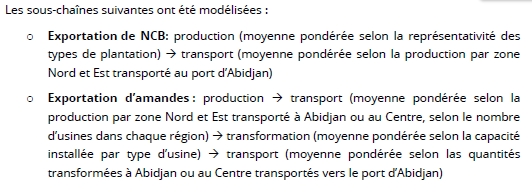 Les sous-chaînes suivantes ont été modélisées :
o Exportation de NCB: production (moyenne pondérée selon la représentativité des
types de plantation) → transport (moyenne pondérée selon la production par zone
Nord et Est transporté au port d'Abidjan)
o Exportation d'amandes : production → transport (moyenne pondérée selon la
production par zone Nord et Est transporté à Abidjan ou au Centre, selon le nombre
d'usines dans chaque région) → transformation (moyenne pondérée selon la capacité
installée par type d'usine) → transport (moyenne pondérée selon las quantités
transformées à Abidjan ou au Centre transportés vers le port d'Abidjan)